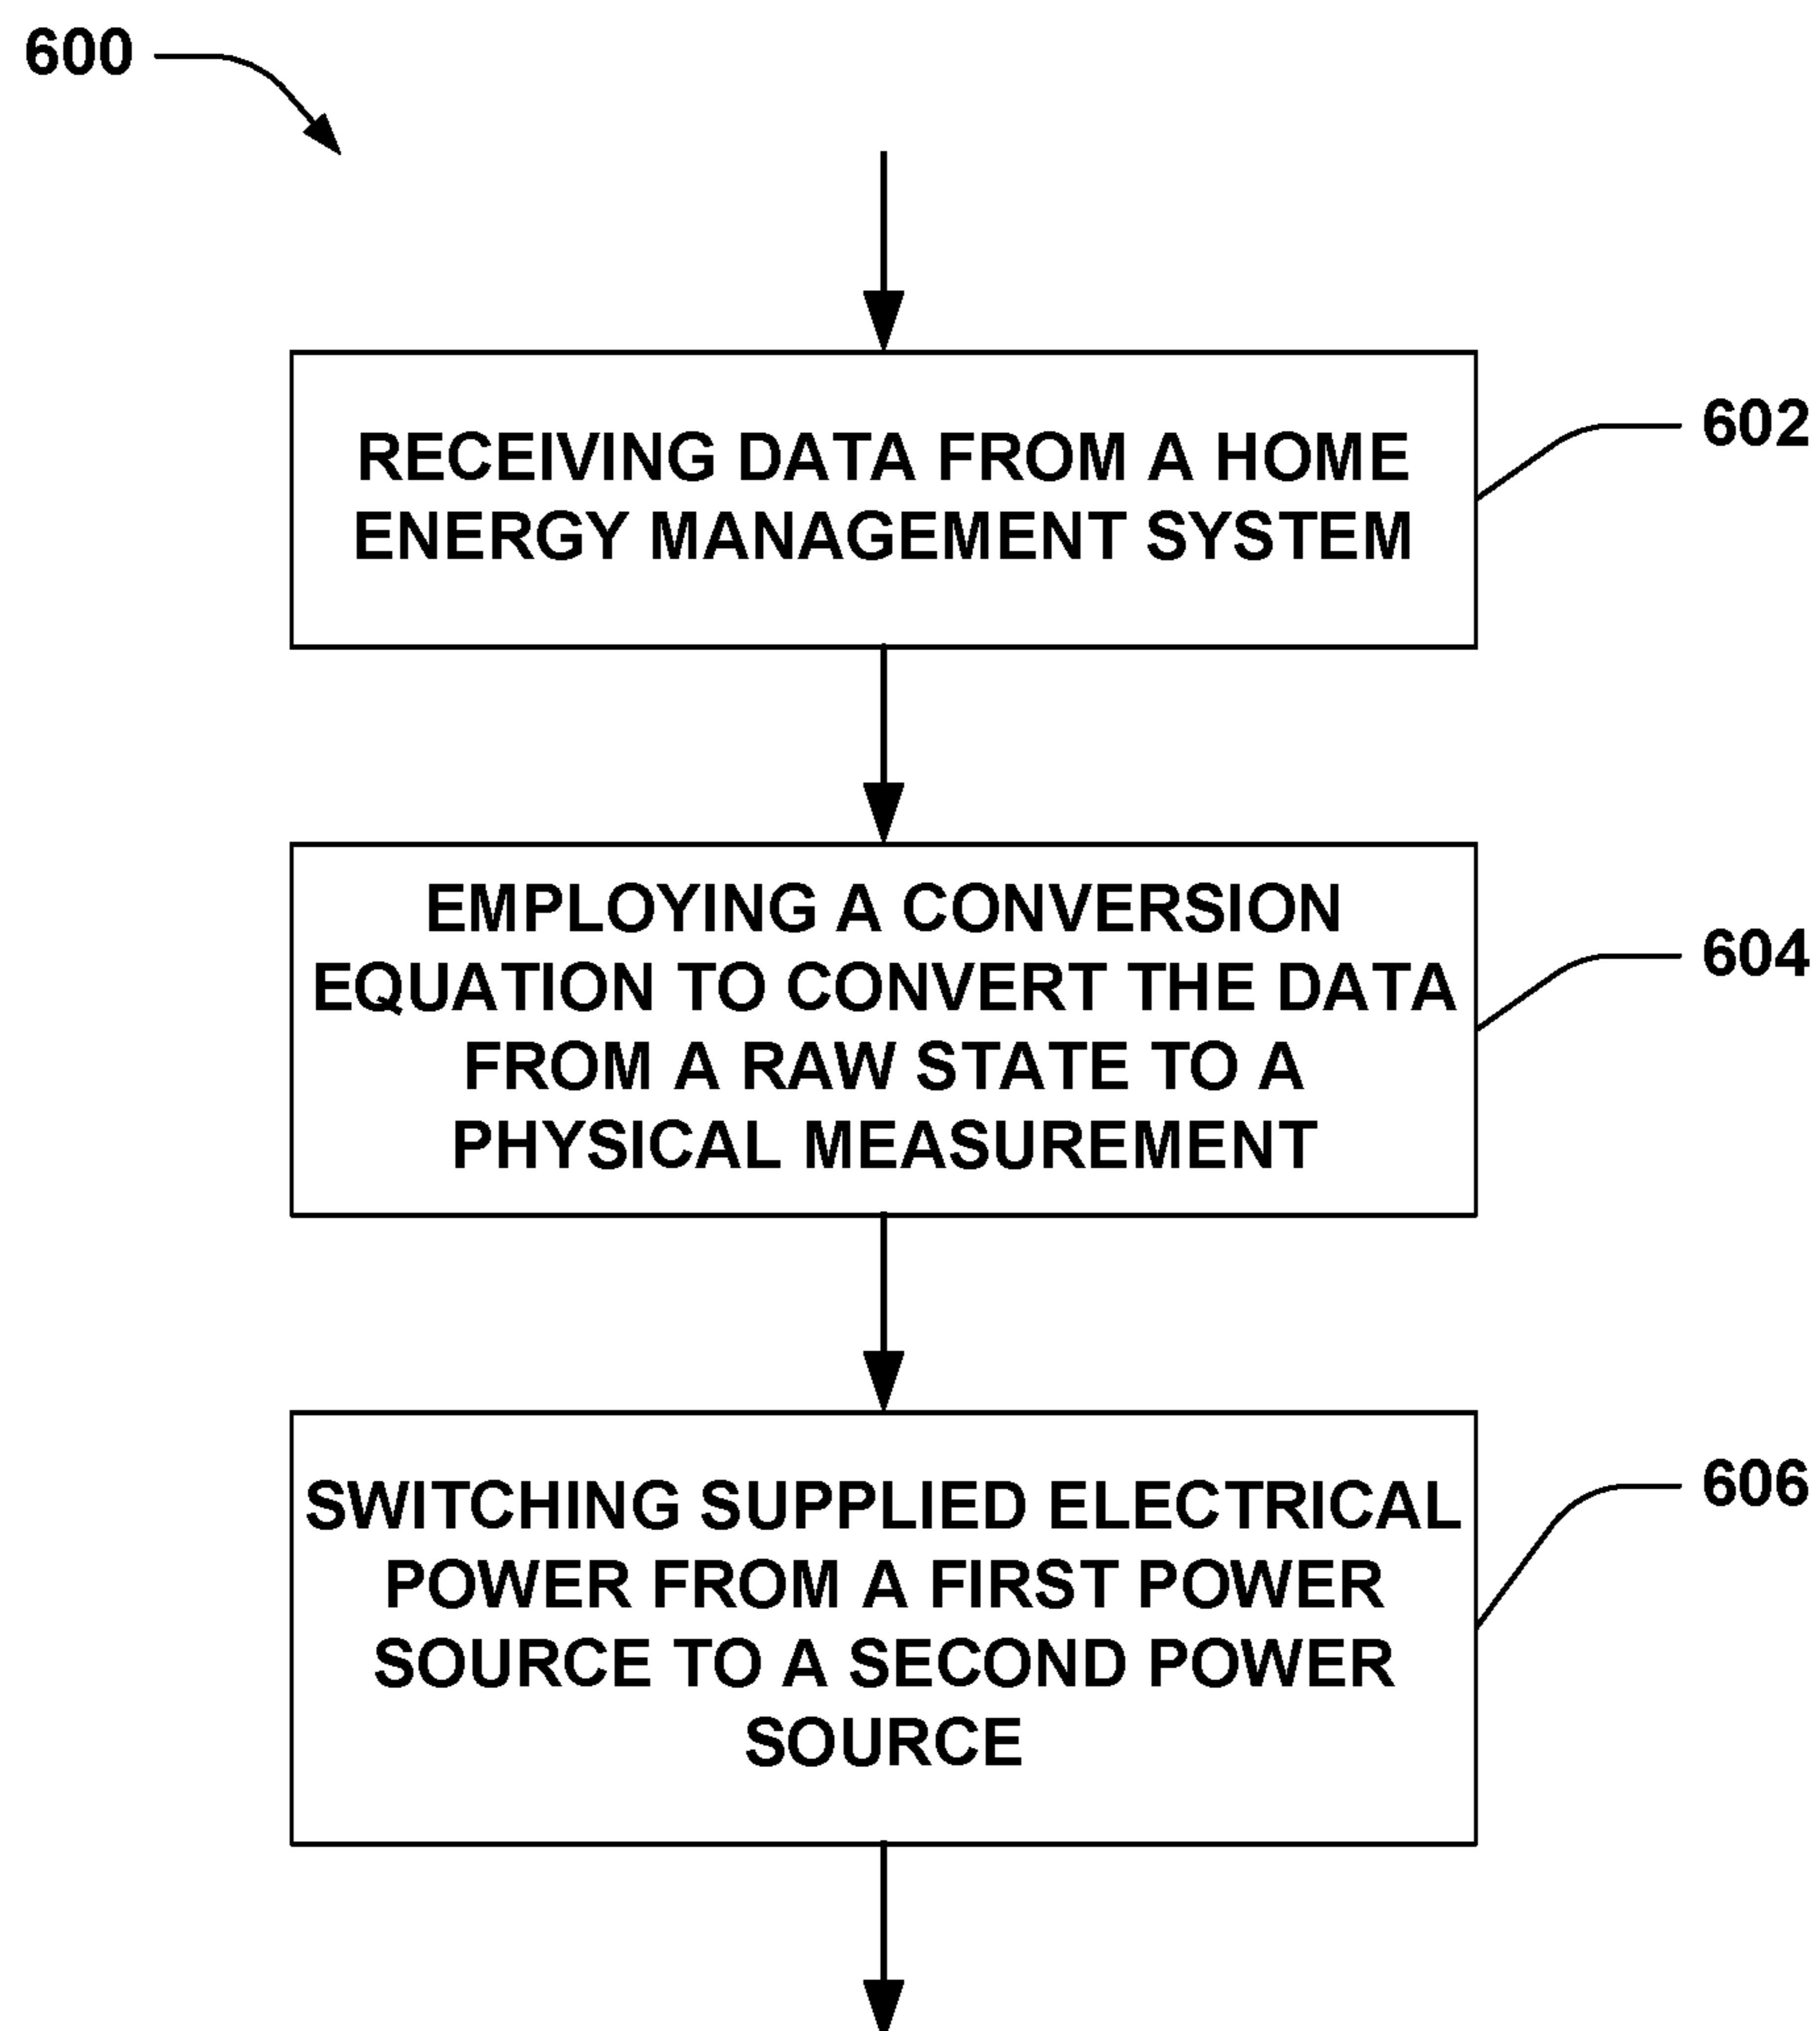 600
RECEIVING DATA FROM A HOME
ENERGY MANAGEMENT SYSTEM
602
EMPLOYING A CONVERSION
EQUATION TO CONVERT THE DATA
FROM A RAW STATE TO A
PHYSICAL MEASUREMENT
604
SWITCHING SUPPLIED ELECTRICAL
POWER FROM A FIRST POWER
SOURCE TO A SECOND POWER
SOURCE
606